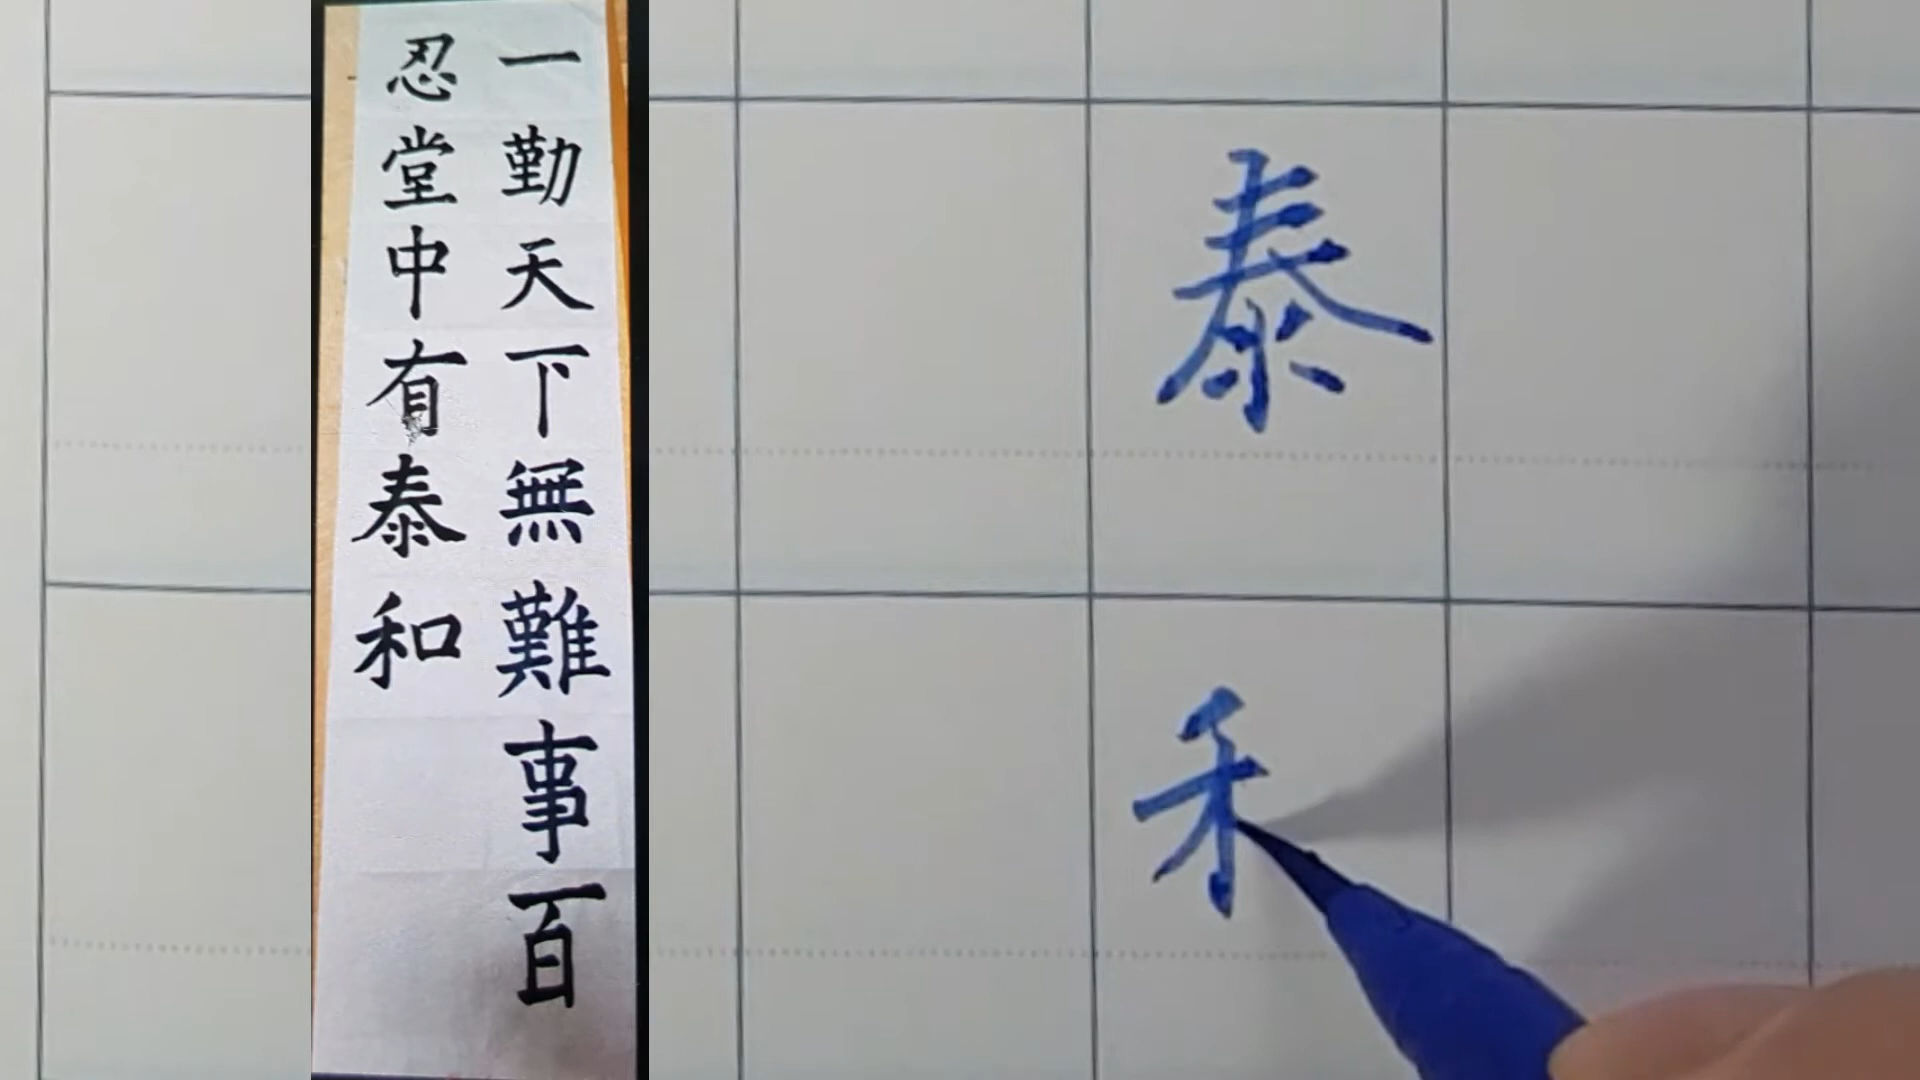 一勤天下無難事百
忍堂中有泰和
泰
禾